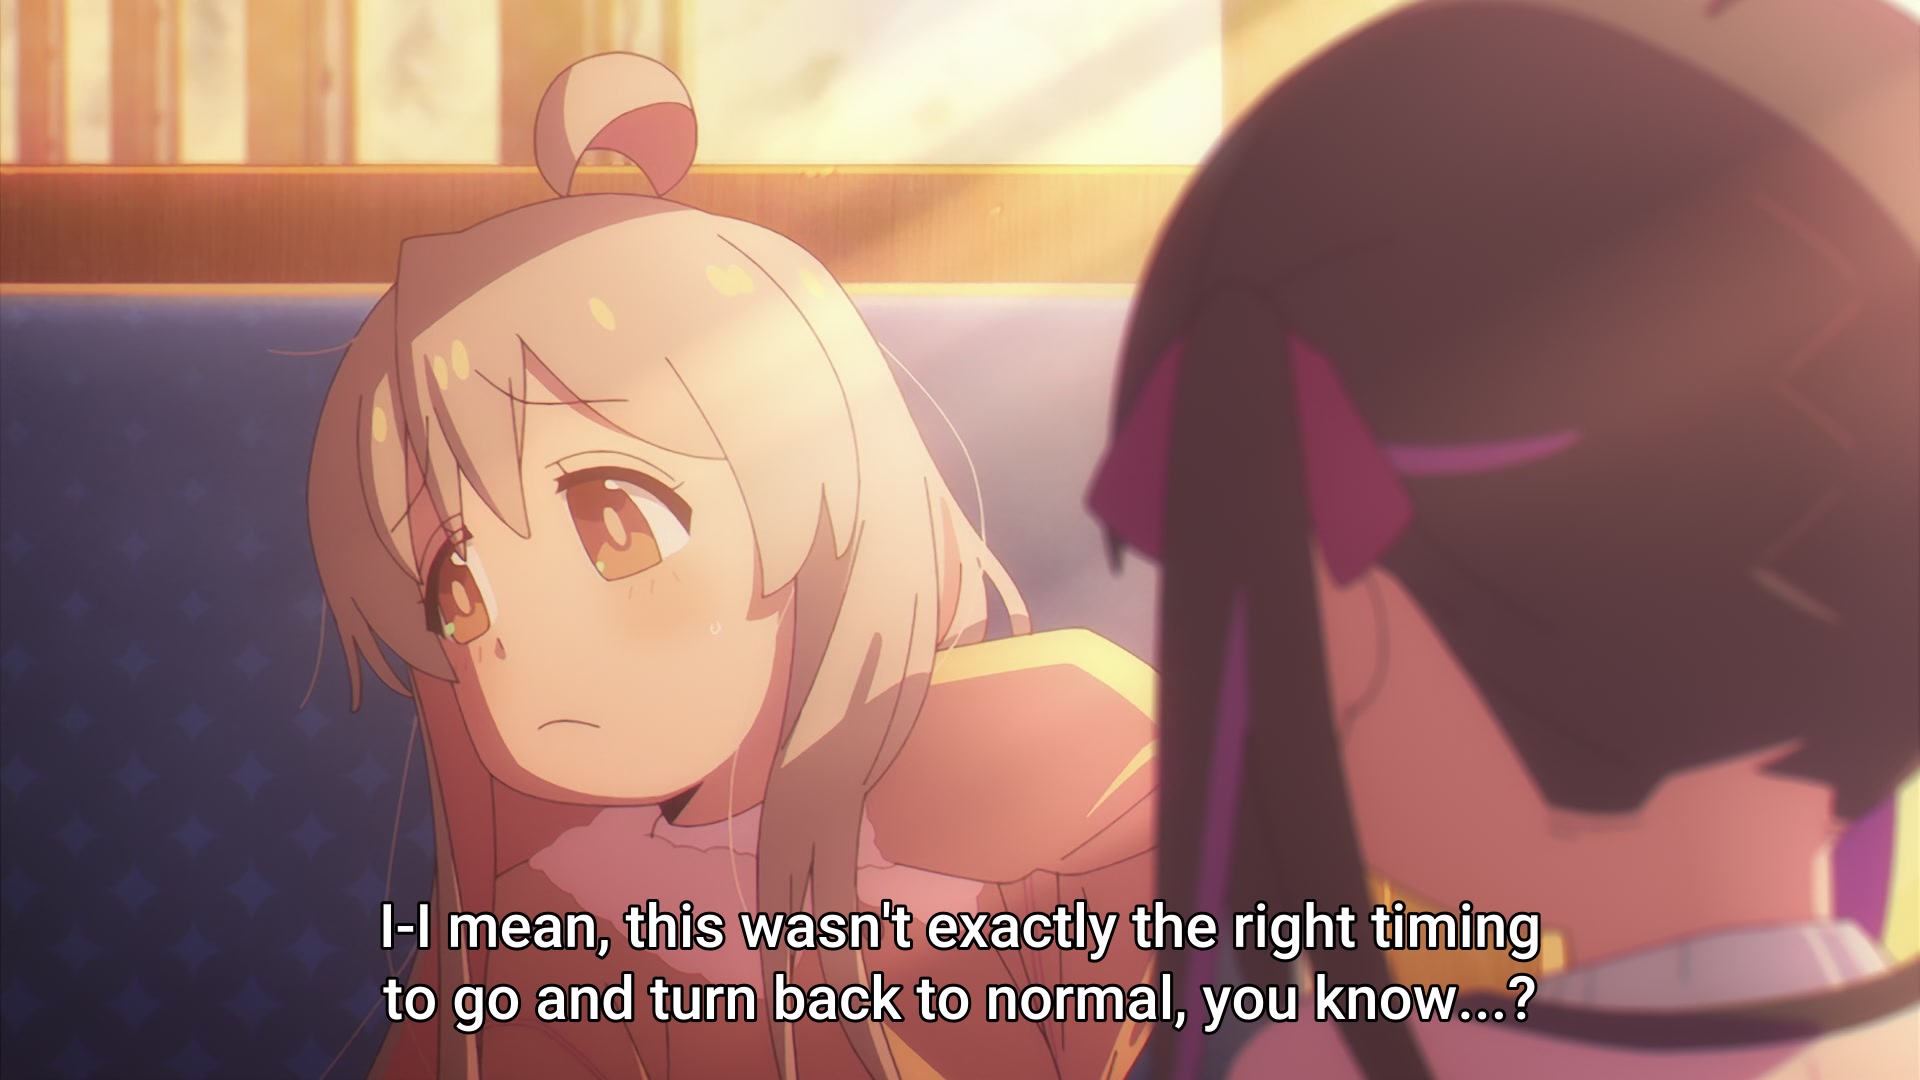 I-I mean, this wasn't exactly the right timing
to go and turn back to normal, you know...?